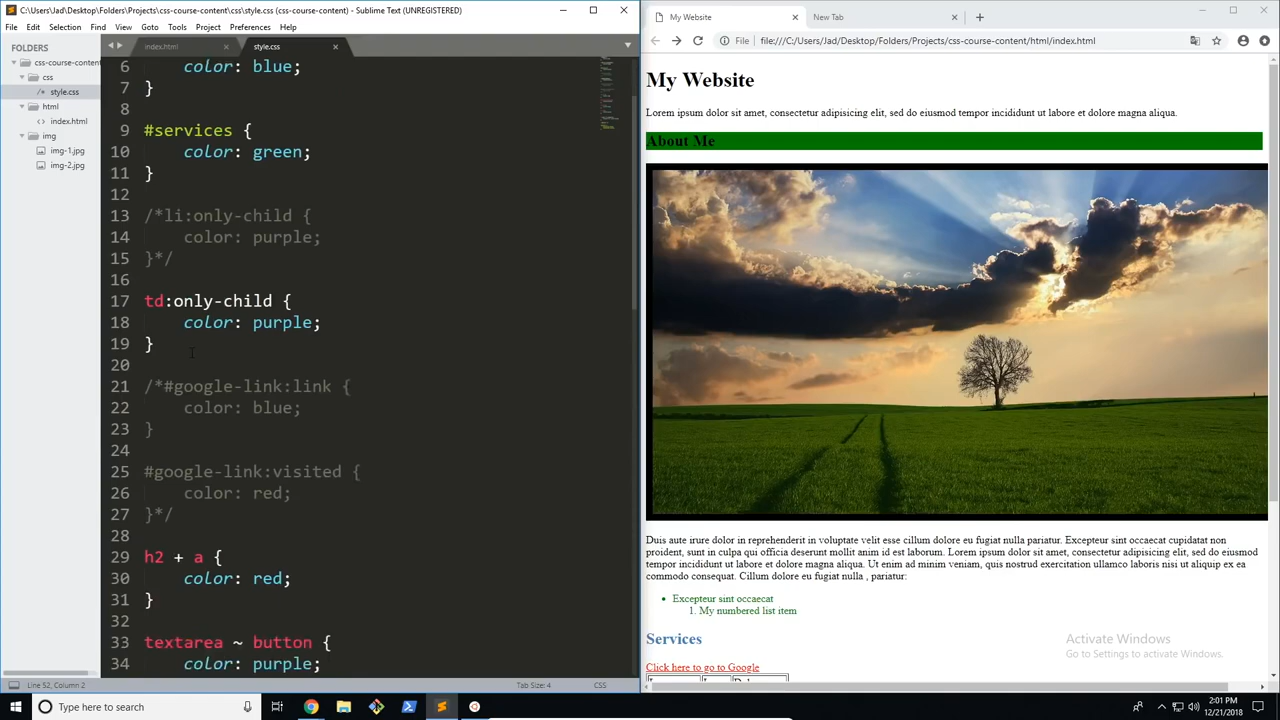 C:\Users\Jad\Desktop\Folders\Projects\css-course-content\css\style.css (css-course-content) - Sublime Text (UNREGISTERED)
File Edit Selection Find View Goto Tools Project Preferences Help
FOLDERS
css-course-content
css
/* style.css
html
<> index.html
img
img-1.jpg
img-2.jpg
index.html
style.css
6 color: blue;
7 }
8
9 #services {
10 color: green;
11 }
12
13 /*li:only-child {
14 color: purple;
15 }*/
16
17 td:only-child {
18 color: purple;
19 }
20
21 /*#google-link:link {
22 color: blue;
23 }
24
25 #google-link:visited {
26 color: red;
27 }*/
28
29 h2 + a {
30 color: red;
31 }
32
33 textarea ~ button {
34 color: purple;
Line 52, Column 2
Tab Size: 4
CSS
My Website
New Tab
File file:///C:/Users/Jad/Desktop/Folders/Projects/css-course-content/html/index.html
My Website
Lorem ipsum dolor sit amet, consectetur adipisicing elit, sed do eiusmod tempor incididunt ut labore et dolore magna aliqua.
About Me
Duis aute irure dolor in reprehenderit in voluptate velit esse cillum dolore eu fugiat nulla pariatur. Excepteur sint occaecat cupidatat non
proident, sunt in culpa qui officia deserunt mollit anim id est laborum. Lorem ipsum dolor sit amet, consectetur adipisicing elit, sed do eiusmod
tempor incididunt ut labore et dolore magna aliqua. Ut enim ad minim veniam, quis nostrud exercitation ullamco laboris nisi ut aliquip ex ea
commodo consequat. Cillum dolore eu fugiat nulla , pariatur:
• Excepteur sint occaecat
1. My numbered list item
Services
Click here to go to Google
Activate Windows
Go to Settings to activate Windows.
Type here to search
2:01 PM
12/21/2018